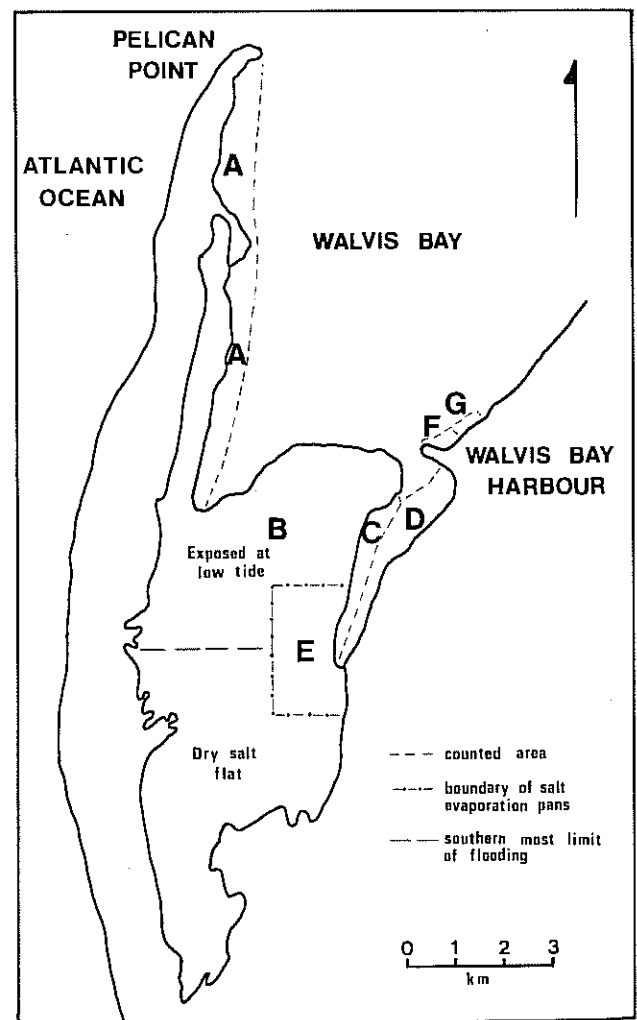 PELICAN
POINT
ATLANTIC
OCEAN
A
WALVIS BAY
A
G
F
WALVIS BAY
HARBOUR
B
C
D
Exposed at
low tide
E
Dry salt
flat
counted area
boundary of salt
evaporation pans
southern most limit
of flooding
0 1 2 3
km